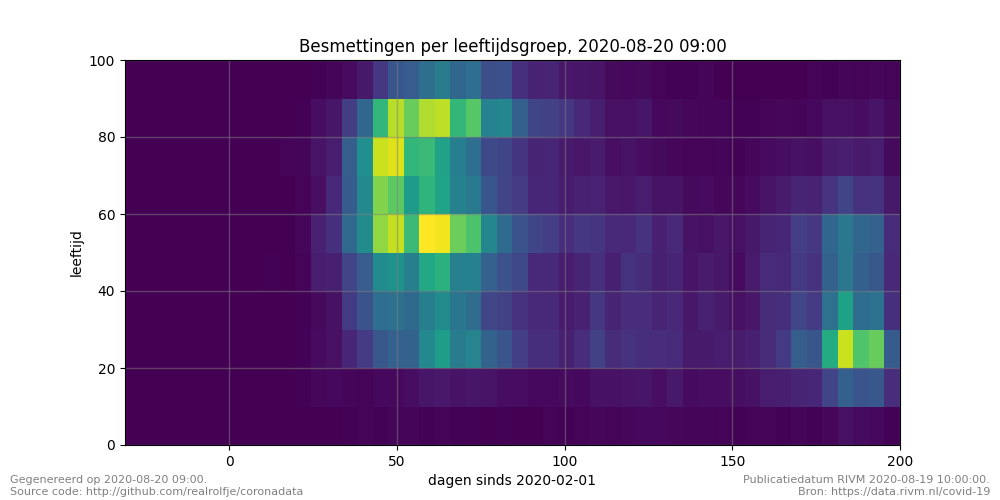 Besmettingen per leeftijdsgroep, 2020-08-20 09:00
100
80
60
40
20
0
leeftijd
0 50 100 150 200
dagen sinds 2020-02-01
Gegenereerd op 2020-08-20 09:00.
Source code: http://github.com/realrolfje/coronadata
Publicatiedatum RIVM 2020-08-19 10:00:00.
Bron: https://data.rivm.nl/covid-19